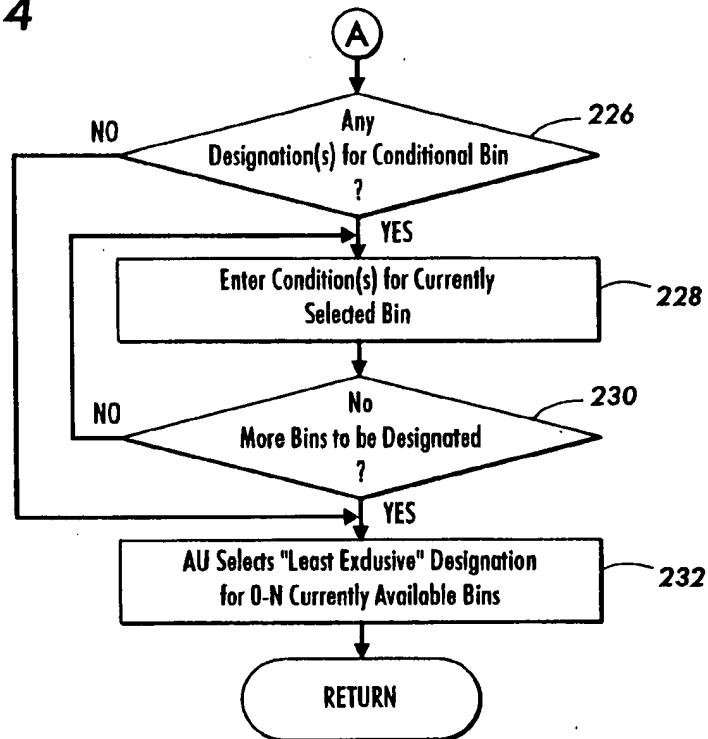 4
A
Any
Designation(s) for Conditional Bin
?
226
NO
YES
Enter Condition(s) for Currently
Selected Bin
228
No
More Bins to be Designated
?
230
NO
YES
AU Selects "Least Exclusive" Designation
for 0-N Currently Available Bins
232
RETURN